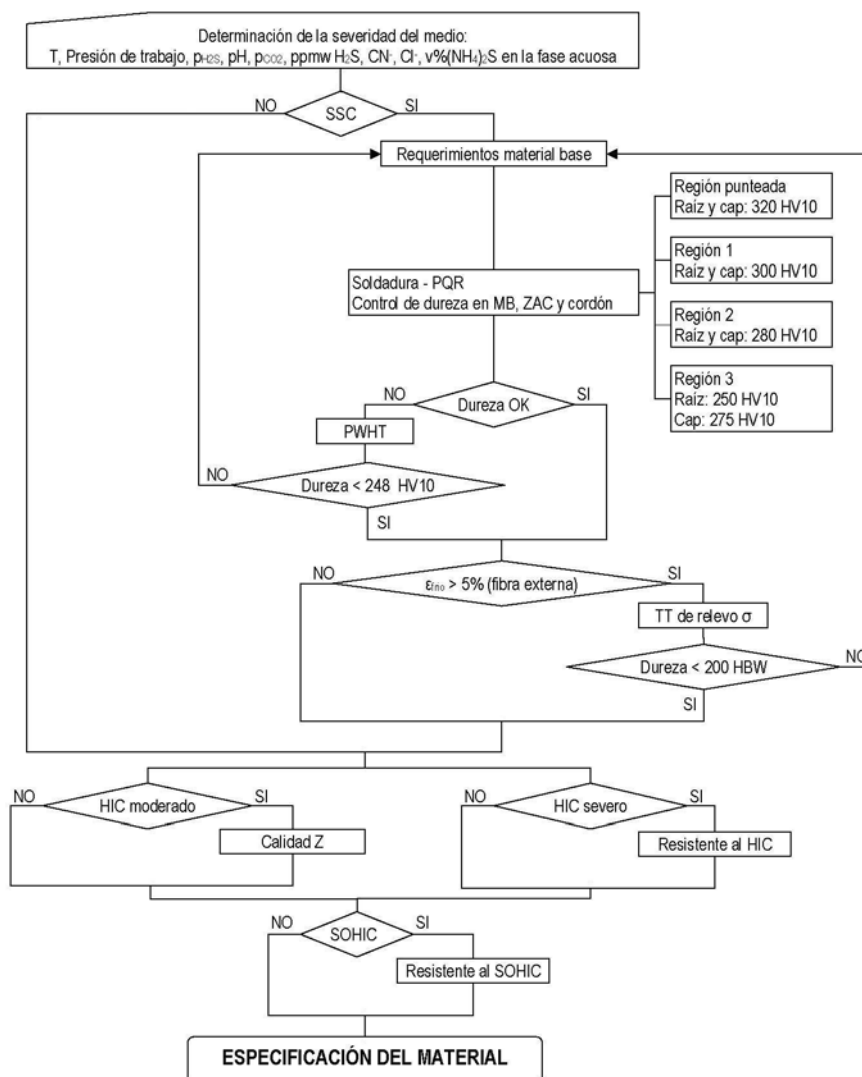 Determinación de la severidad del medio:
T, Presión de trabajo, pH2S, pH, pCO2, ppmw H2S, CN-, Cl-, v%(NH4)2S en la fase acuosa
NO
SSC
SI
Requerimientos material base
Región punteada
Raíz y cap: 320 HV10
Región 1
Raíz y cap: 300 HV10
Soldadura - PQR
Control de dureza en MB, ZAC y cordón
Región 2
Raíz y cap: 280 HV10
Región 3
Raíz: 250 HV10
Cap: 275 HV10
NO
Dureza OK
SI
PWHT
NO
Dureza < 248 HV10
SI
NO
εfrio > 5% (fibra externa)
SI
TT de relevo σ
Dureza < 200 HBW
NO
SI
NO
HIC moderado
SI
NO
HIC severo
SI
Calidad Z
Resistente al HIC
NO
SOHIC
SI
Resistente al SOHIC
ESPECIFICACIÓN DEL MATERIAL